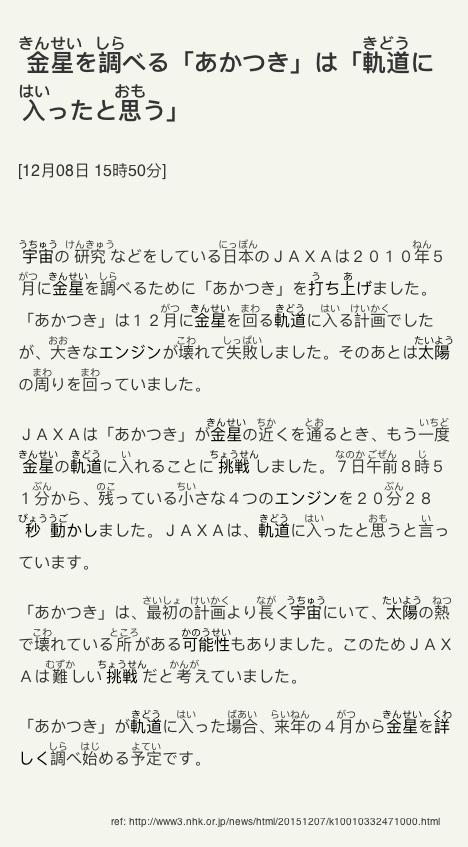 金星を調べる「あかつき」は「軌道に
入ったと思う」
[12月08日 15時50分]
宇宙の研究などをしている日本のＪＡＸＡは２０１０年５
月に金星を調べるために「あかつき」を打ち上げました。
「あかつき」は１２月に金星を回る軌道に入る計画でした
が、大きなエンジンが壊れて失敗しました。そのあとは太陽
の周りを回っていました。
ＪＡＸＡは「あかつき」が金星の近くを通るとき、もう一度
金星の軌道に入れることに挑戦しました。７日午前８時５
１分から、残っている小さな４つのエンジンを２０分２８
秒動かしました。ＪＡＸＡは、軌道に入ったと思うと言っ
ています。
「あかつき」は、最初の計画より長く宇宙にいて、太陽の熱
で壊れている所がある可能性もありました。このためＪＡＸ
Ａは難しい挑戦だと考えていました。
「あかつき」が軌道に入った場合、来年の４月から金星を詳
しく調べ始める予定です。
ref: http://www3.nhk.or.jp/news/html/20151207/k10010332471000.html